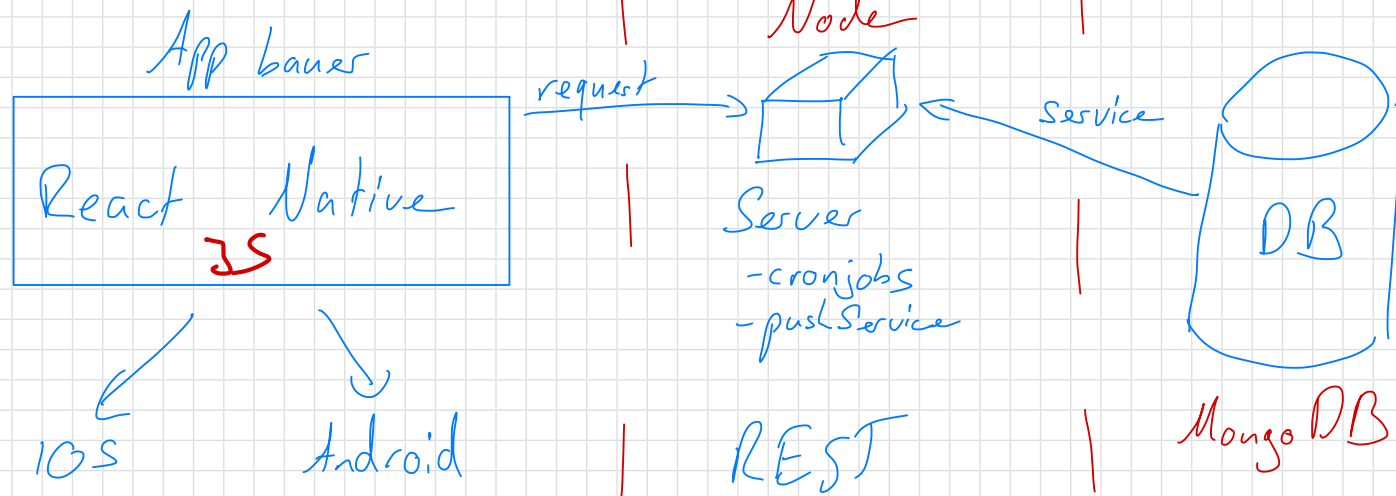 App bauer
React Native
JS
IOS
Android
request
Node
Server
-cronjobs
-pushService
REST
Service
DB
MongoDB